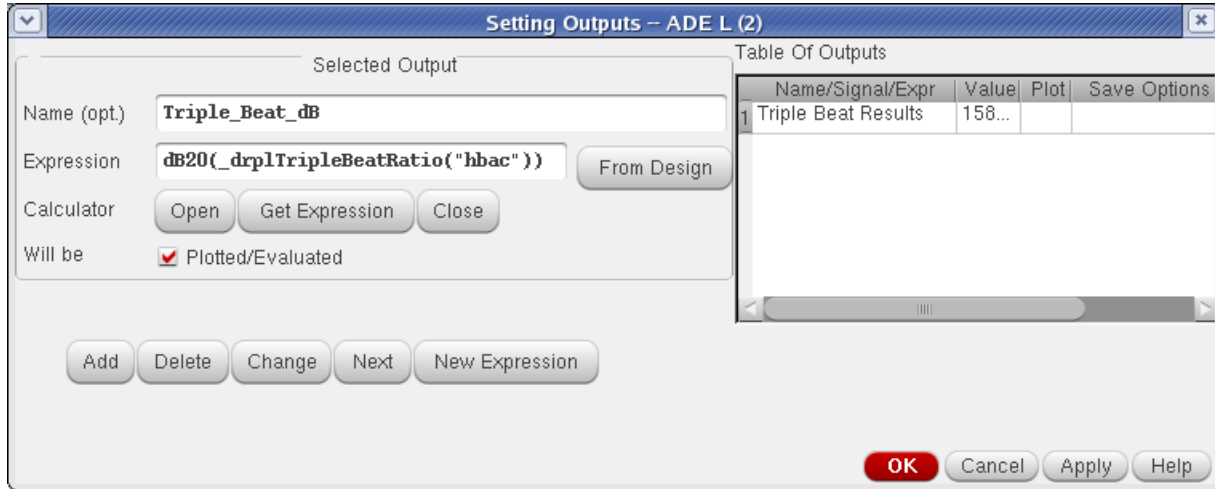 Setting Outputs -- ADE L (2)
Selected Output
Name (opt.) Triple_Beat_dB
Expression dB20(_drplTripleBeatRatio("hbac")) From Design
Calculator Open Get Expression Close
Will be Plotted/Evaluated
Add Delete Change Next New Expression
Table Of Outputs
Name/Signal/Expr Value Plot Save Options
1 Triple Beat Results 158...
OK Cancel Apply Help